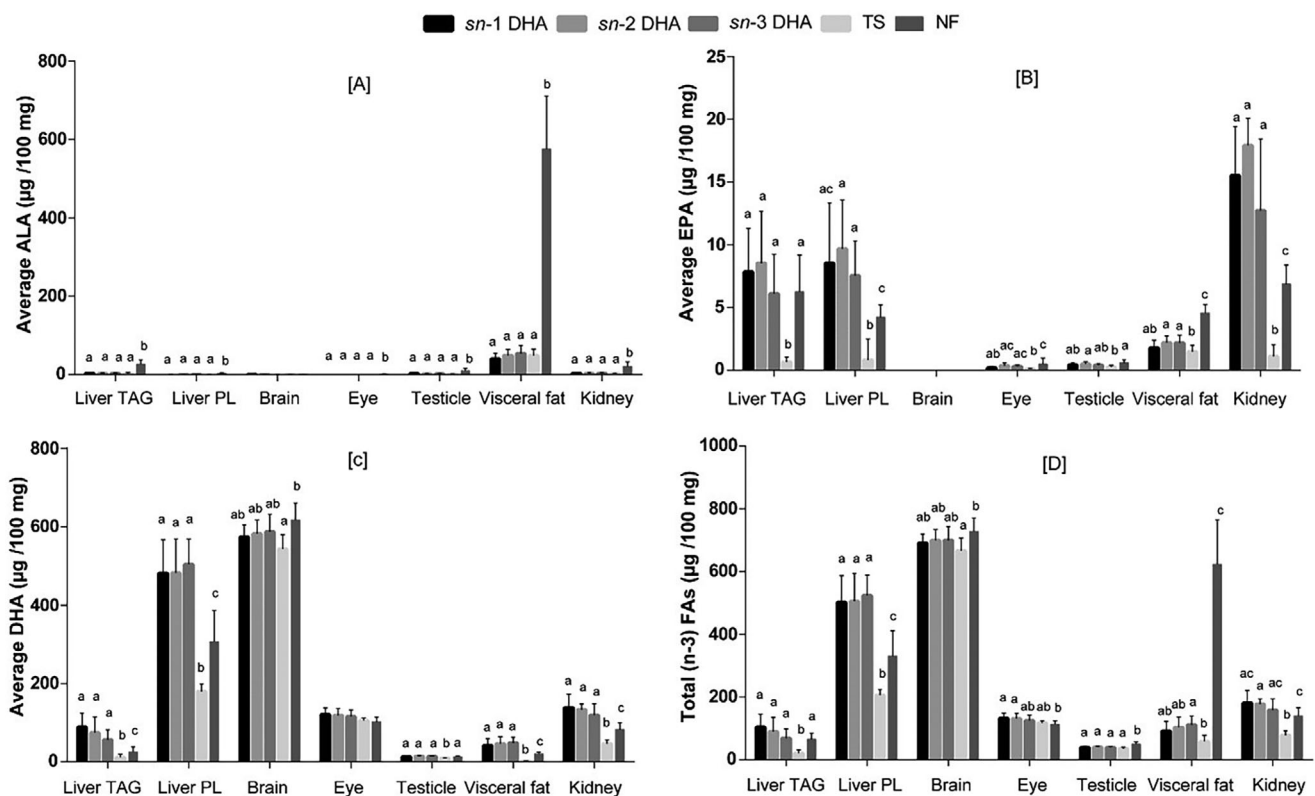 sn-1 DHA sn-2 DHA sn-3 DHA TS NF
[A]
Average ALA (µg /100 mg)
800
600
400
200
0
a a a a b a a a a b a a a a b a a a a b a a a a b a a a a b
Liver TAG Liver PL Brain Eye Testicle Visceral fat Kidney
[B]
Average EPA (µg /100 mg)
25
20
15
10
5
0
a a a b a ac a a b c ab ac ac b c ab a ab b a ab a a b c a a a b c
Liver TAG Liver PL Brain Eye Testicle Visceral fat Kidney
[c]
Average DHA (µg /100 mg)
800
600
400
200
0
a a a b c a a a b c ab ab ab a b a a a b a a a a b c a a a b c
Liver TAG Liver PL Brain Eye Testicle Visceral fat Kidney
[D]
Total (n-3) FAs (µg /100 mg)
1000
800
600
400
200
0
a a a b a a a a b c ab ab ab a b a a ab ab b a a a a b ab ab a b c ac a ac b c
Liver TAG Liver PL Brain Eye Testicle Visceral fat Kidney